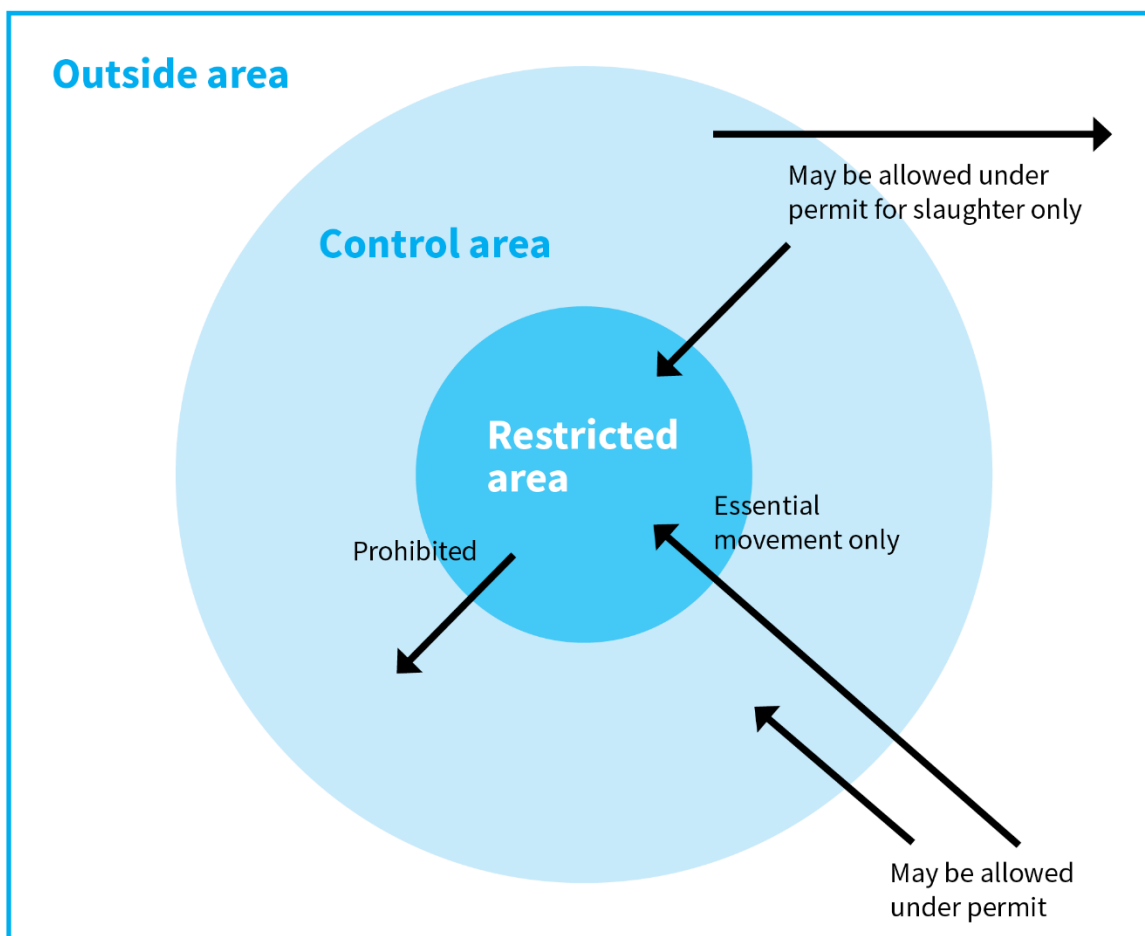 Outside area
May be allowed under
permit for slaughter only
Control area
Restricted
area
Essential
movement only
Prohibited
May be allowed
under permit